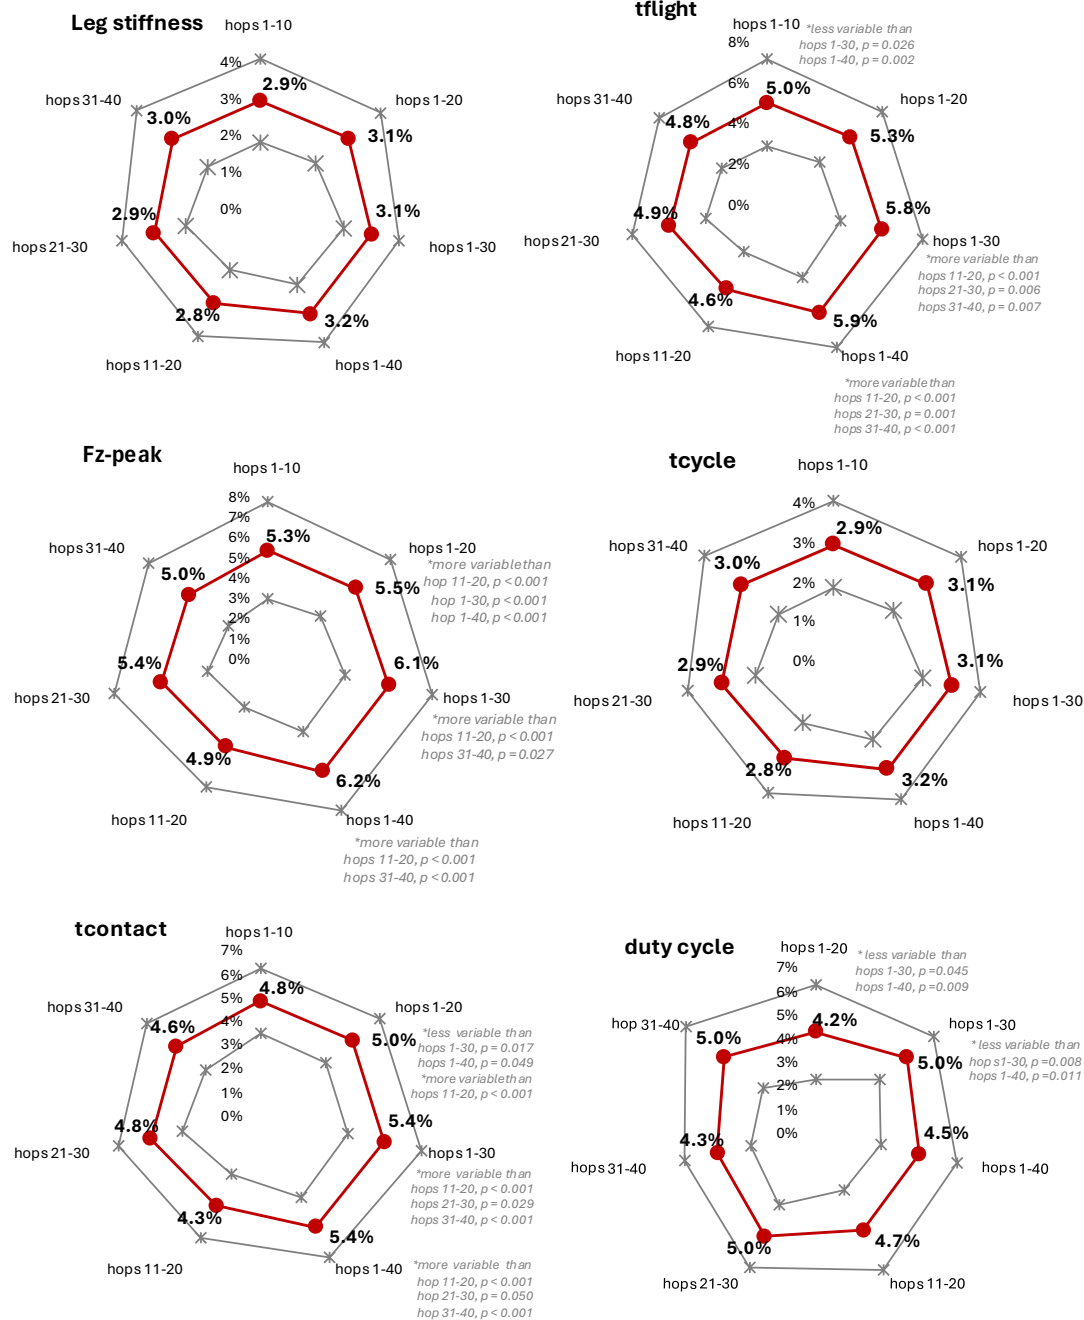 Leg stiffness
hops 1-10
4%
3%
2%
1%
0%
2.9%
hops 1-20
3.1%
3.1%
hops 1-30
3.2%
hops 1-40
2.8%
hops 11-20
2.9%
hops 21-30
3.0%
hops 31-40
tflight
hops 1-10
*less variable than
hops 1-30, p = 0.026
hops 1-40, p = 0.002
8%
6%
4%
2%
0%
5.0%
hops 1-20
5.3%
5.8%
hops 1-30
*more variable than
hops 11-20, p < 0.001
hops 21-30, p = 0.006
hops 31-40, p = 0.007
5.9%
hops 1-40
*more variable than
hops 11-20, p < 0.001
hops 21-30, p = 0.001
hops 31-40, p < 0.001
4.6%
hops 11-20
4.9%
hops 21-30
4.8%
hops 31-40
Fz-peak
hops 1-10
8%
7%
6%
5%
4%
3%
2%
1%
0%
5.3%
hops 1-20
*more variable than
hop 11-20, p < 0.001
hop 1-30, p < 0.001
hop 1-40, p < 0.001
5.5%
6.1%
hops 1-30
*more variable than
hops 11-20, p < 0.001
hops 31-40, p = 0.027
6.2%
hops 1-40
*more variable than
hops 11-20, p < 0.001
hops 31-40, p < 0.001
4.9%
hops 11-20
5.4%
hops 21-30
5.0%
hops 31-40
tcycle
hops 1-10
4%
3%
2%
1%
0%
2.9%
hops 1-20
3.1%
3.1%
hops 1-30
3.2%
hops 1-40
2.8%
hops 11-20
2.9%
hops 21-30
3.0%
hops 31-40
tcontact
hops 1-10
7%
6%
5%
4%
3%
2%
1%
0%
4.8%
hops 1-20
5.0%
*less variable than
hops 1-30, p = 0.017
hops 1-40, p = 0.049
*more variable than
hops 11-20, p < 0.001
5.4%
hops 1-30
*more variable than
hops 11-20, p < 0.001
hops 21-30, p = 0.029
hops 31-40, p < 0.001
5.4%
hops 1-40
*more variable than
hop 11-20, p < 0.001
hop 21-30, p = 0.050
hop 31-40, p < 0.001
4.3%
hops 11-20
4.8%
hops 21-30
4.6%
hops 31-40
duty cycle
hops 1-20
* less variable than
hops 1-30, p =0.045
hops 1-40, p =0.009
7%
6%
5%
4%
3%
2%
1%
0%
4.2%
hops 1-30
* less variable than
hops1-30, p =0.008
hops 1-40, p =0.011
5.0%
4.5%
hops 1-40
4.7%
hops 11-20
5.0%
hops 21-30
4.3%
hops 31-40
5.0%
hop 31-40